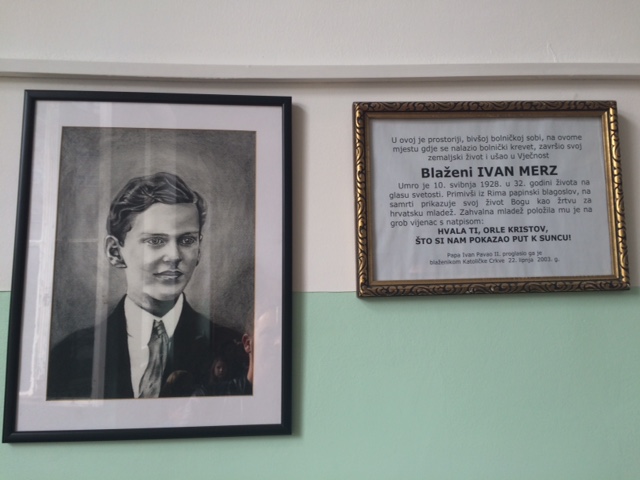 U ovoj je prostoriji, bivšoj bolničkoj sobi, na ovome
mjestu gdje se nalazio bolnički krevet, završio svoj
zemaljski život i ušao u Vječnost
Blaženi IVAN MERZ
Umro je 10. svibnja 1928. u 32. godini života na
glasu svetosti. Primivši iz Rima papinski blagoslov, na
samrti prikazuje svoj život Bogu kao žrtvu za
hrvatsku mladež. Zahvalna mladež položila mu je na
grob vijenac s natpisom:
HVALA TI, ORLE KRISTOV,
ŠTO SI NAM POKAZAO PUT K SUNCU!
Papa Ivan Pavao II. proglasio ga je
blaženikom Katoličke Crkve 22. lipnja 2003. g.